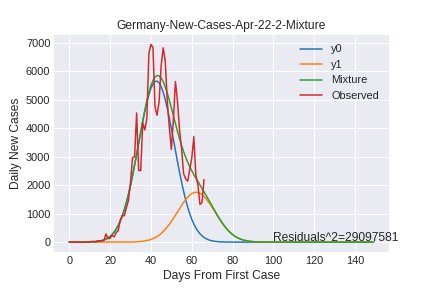 Germany-New-Cases-Apr-22-2-Mixture
7000
6000
5000
4000
3000
2000
1000
0
Daily New Cases
y0
y1
Mixture
Observed
Residuals^2=29097581
0 20 40 60 80 100 120 140
Days From First Case